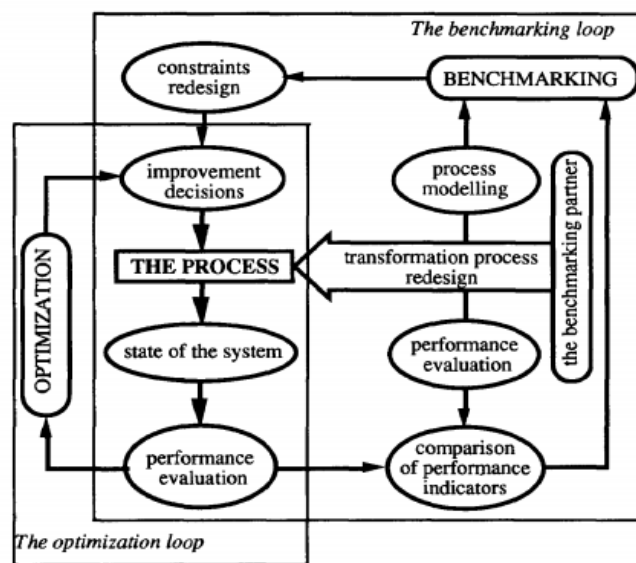 The benchmarking loop
constraints
redesign
BENCHMARKING
improvement
decisions
process
modelling
the benchmarking partner
OPTIMIZATION
THE PROCESS
transformation process
redesign
state of the system
performance
evaluation
performance
evaluation
comparison
of performance
indicators
The optimization loop